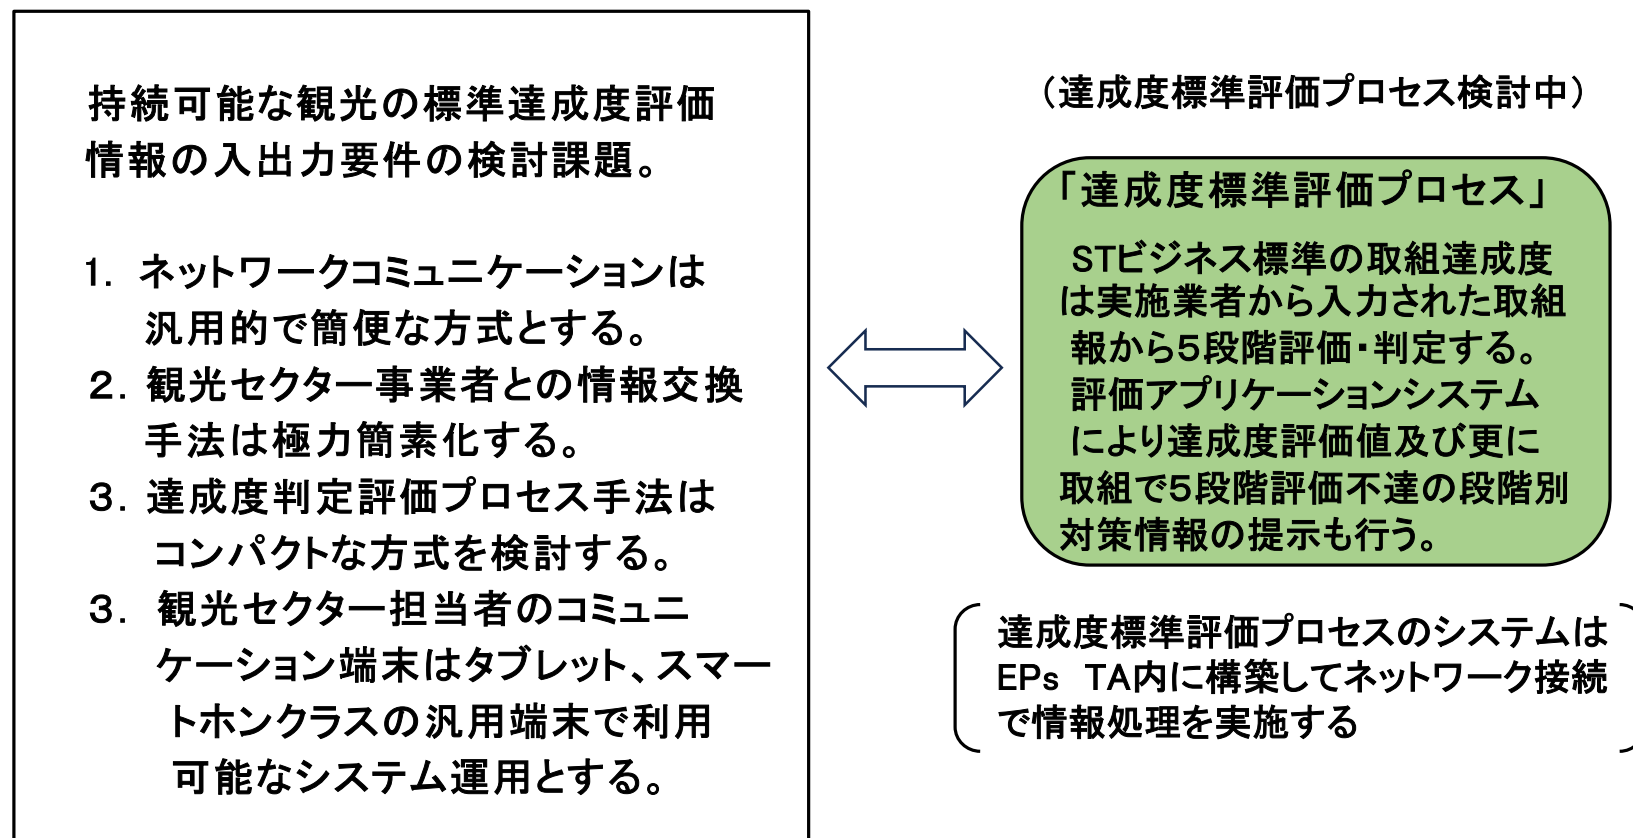 持続可能な観光の標準達成度評価
情報の入出力要件の検討課題。
1. ネットワークコミュニケーションは
汎用的で簡便な方式とする。
２．観光セクター事業者との情報交換
手法は極力簡素化する。
３．達成度判定評価プロセス手法は
コンパクトな方式を検討する。
３． 観光セクター担当者のコミュニ
ケーション端末はタブレット、スマー
トホンクラスの汎用端末で利用
可能なシステム運用とする。
（達成度標準評価プロセス検討中）
「達成度標準評価プロセス」
STビジネス標準の取組達成度
は実施業者から入力された取組
報から５段階評価・判定する。
評価アプリケーションシステム
により達成度評価値及び更に
取組で５段階評価不達の段階別
対策情報の提示も行う。
達成度標準評価プロセスのシステムは
EPs　TA内に構築してネットワーク接続
で情報処理を実施する